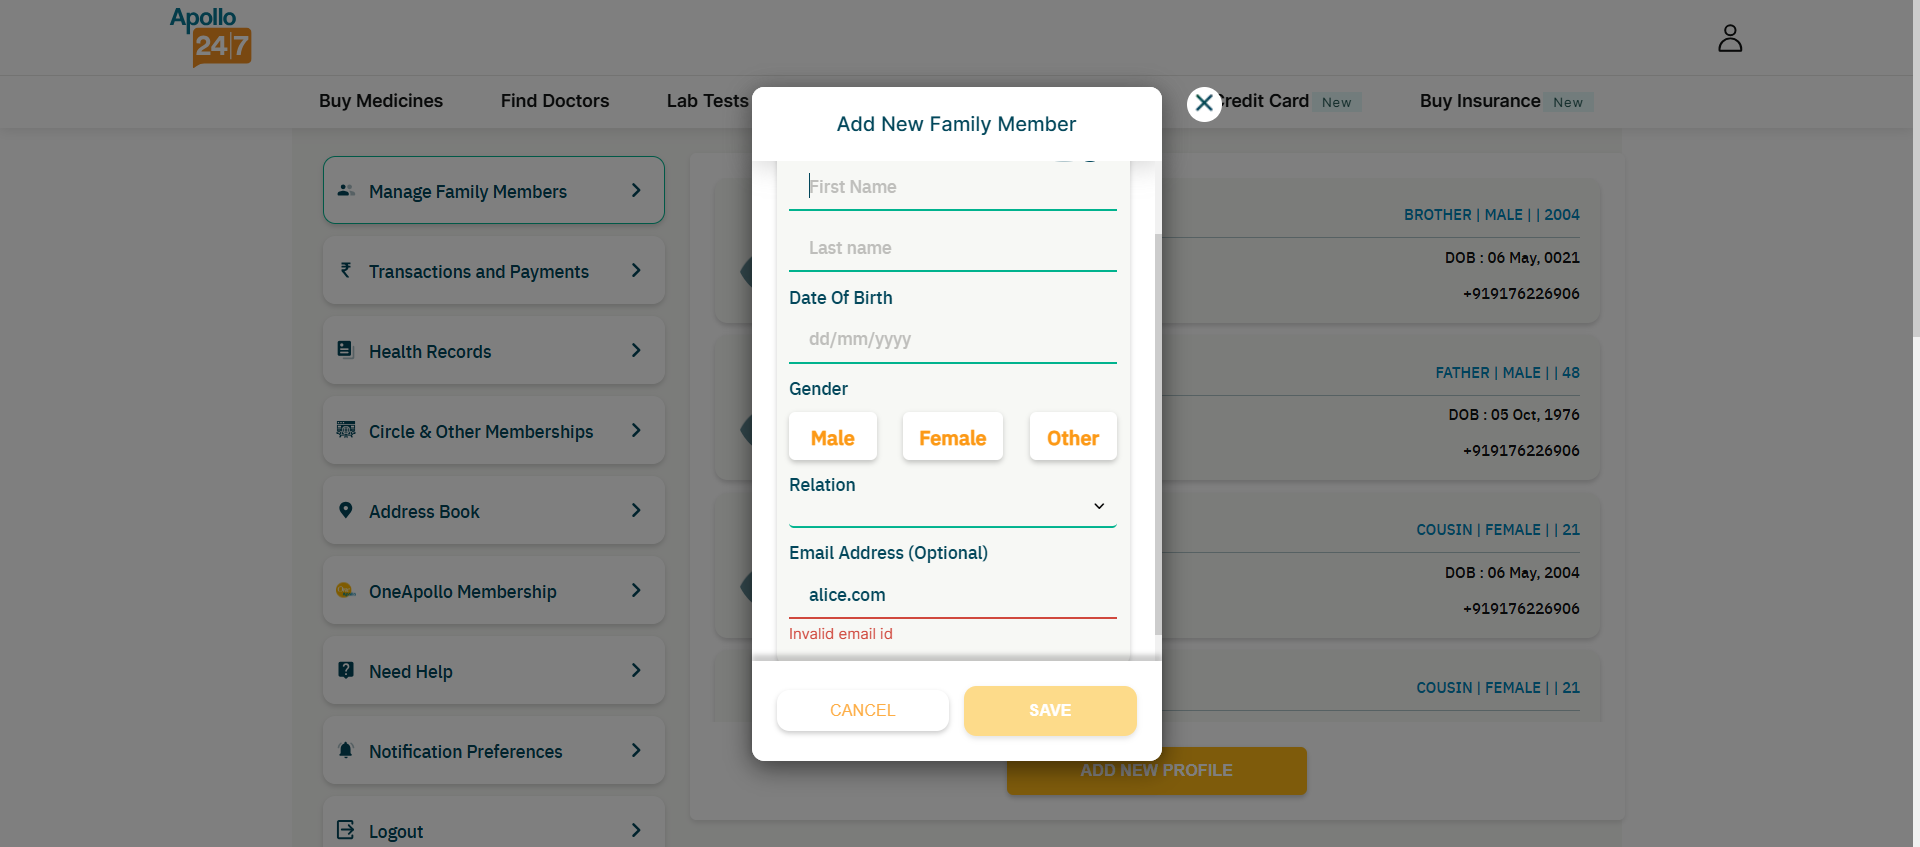 Apollo
24|7
Buy Medicines
Find Doctors
Lab Tests
redit Card New
Buy Insurance New
Manage Family Members
Transactions and Payments
Health Records
Circle & Other Memberships
Address Book
OneApollo Membership
Need Help
Notification Preferences
Logout
Add New Family Member
First Name
Last name
Date Of Birth
dd/mm/yyyy
Gender
Male
Female
Other
Relation
Email Address (Optional)
alice.com
Invalid email id
CANCEL
SAVE
BROTHER | MALE | | 2004
DOB : 06 May, 0021
+919176226906
FATHER | MALE | | 48
DOB : 05 Oct, 1976
+919176226906
COUSIN | FEMALE | | 21
DOB : 06 May, 2004
+919176226906
COUSIN | FEMALE | | 21
ADD NEW PROFILE